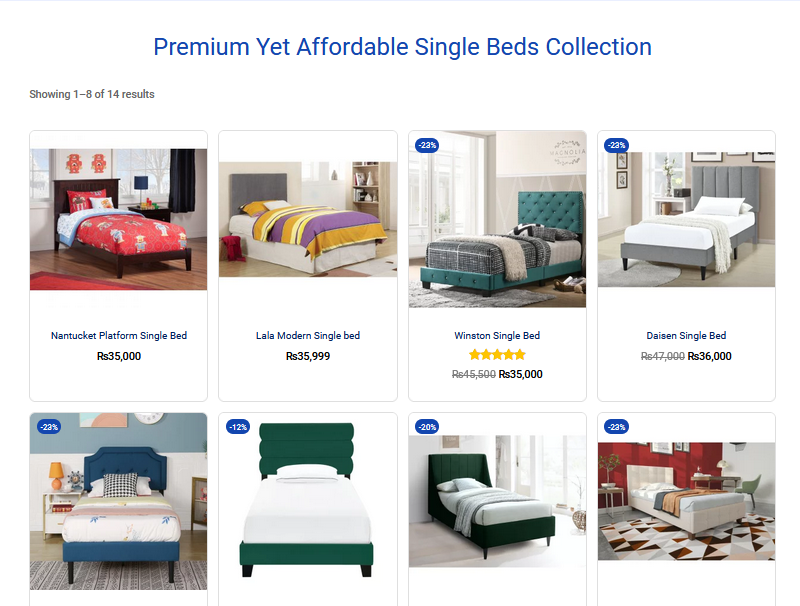 Premium Yet Affordable Single Beds Collection
Showing 1–8 of 14 results
-23%
-23%
MAGNOLIA
Nantucket Platform Single Bed
Lala Modern Single bed
Winston Single Bed
Daisen Single Bed
₨35,000
₨35,999
₨45,500 ₨35,000
₨47,000 ₨36,000
-23%
-12%
-20%
-23%